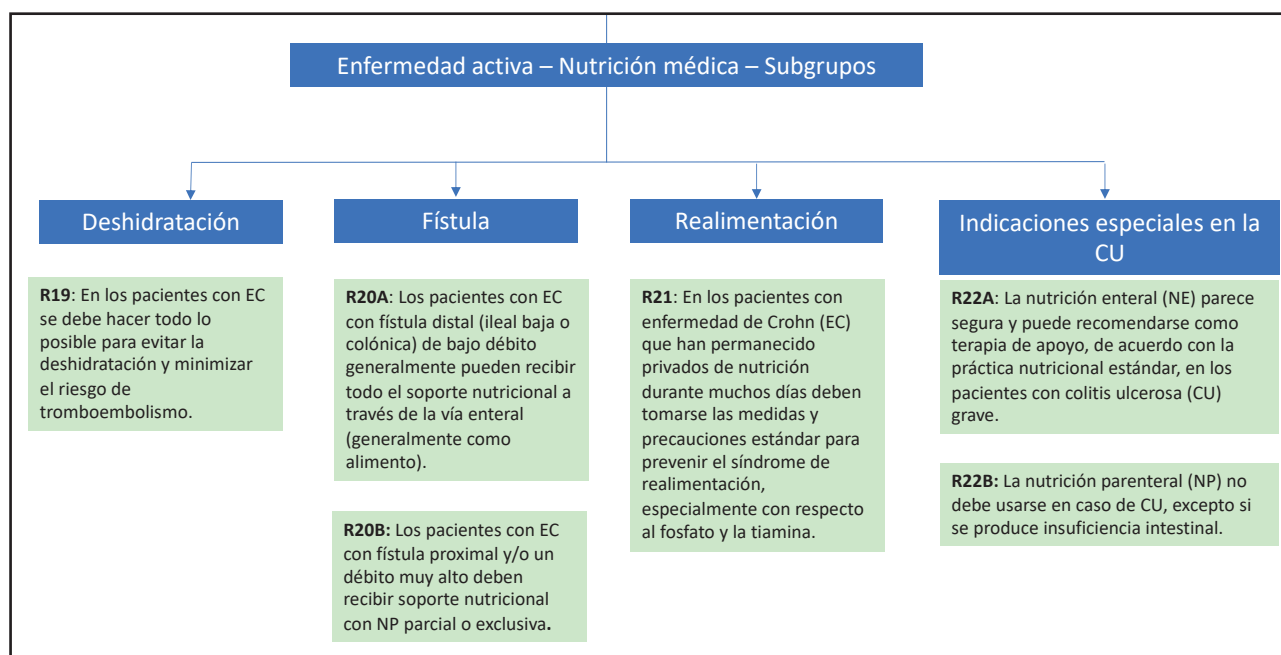 Enfermedad activa – Nutrición médica – Subgrupos
Deshidratación
R19: En los pacientes con EC
se debe hacer todo lo
posible para evitar la
deshidratación y minimizar
el riesgo de
tromboembolismo.
Fístula
R20A: Los pacientes con EC
con fístula distal (ileal baja o
colónica) de bajo débito
generalmente pueden recibir
todo el soporte nutricional a
través de la vía enteral
(generalmente como
alimento).
R20B: Los pacientes con EC
con fístula proximal y/o un
débito muy alto deben
recibir soporte nutricional
con NP parcial o exclusiva.
Realimentación
R21: En los pacientes con
enfermedad de Crohn (EC)
que han permanecido
privados de nutrición
durante muchos días deben
tomarse las medidas y
precauciones estándar para
prevenir el síndrome de
realimentación,
especialmente con respecto
al fosfato y la tiamina.
Indicaciones especiales en la
CU
R22A: La nutrición enteral (NE) parece
segura y puede recomendarse como
terapia de apoyo, de acuerdo con la
práctica nutricional estándar, en los
pacientes con colitis ulcerosa (CU)
grave.
R22B: La nutrición parenteral (NP) no
debe usarse en caso de CU, excepto si
se produce insuficiencia intestinal.